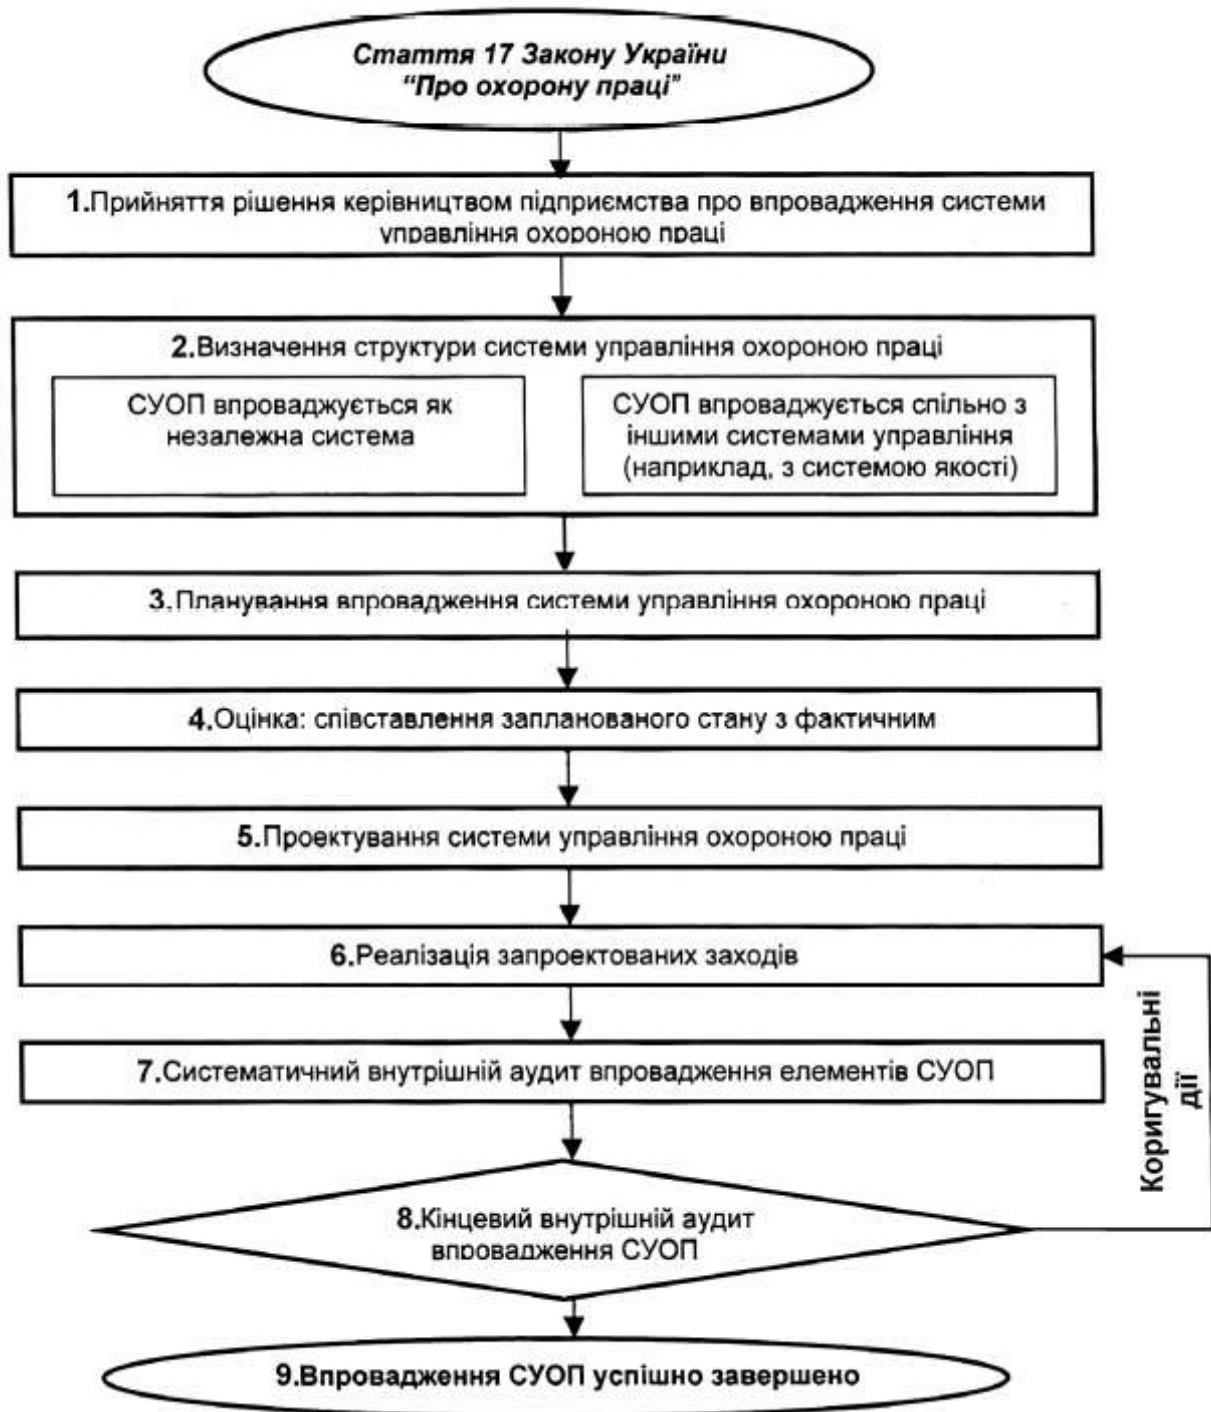 Стаття 17 Закону України
“Про охорону праці”
1.Прийняття рішення керівництвом підприємства про впровадження системи
управління охороною праці
2.Визначення структури системи управління охороною праці
СУОП впроваджується як
незалежна система
СУОП впроваджується спільно з
іншими системами управління
(наприклад, з системою якості)
3.Планування впровадження системи управління охороною праці
4.Оцінка: співставлення запланованого стану з фактичним
5.Проектування системи управління охороною праці
6.Реалізація запроектованих заходів
7.Систематичний внутрішній аудит впровадження елементів СУОП
Коригувальні
дії
8.Кінцевий внутрішній аудит
впровадження СУОП
9.Впровадження СУОП успішно завершено